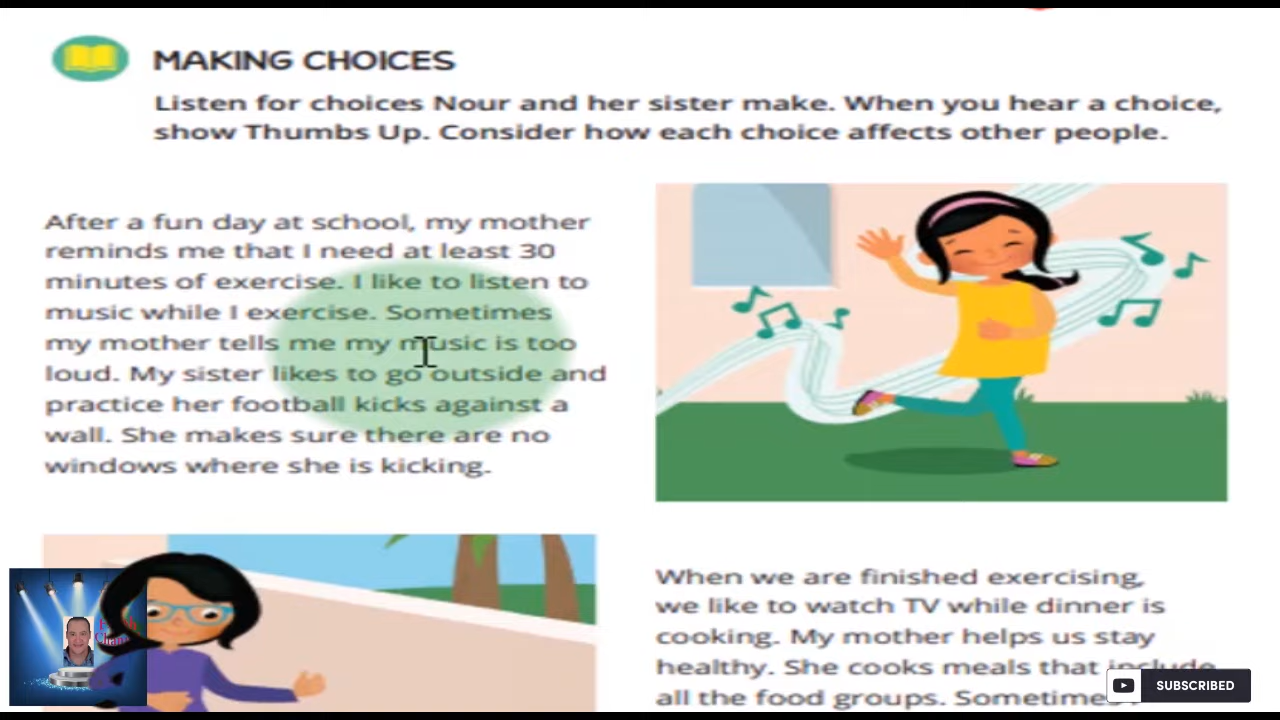 MAKING CHOICES
Listen for choices Nour and her sister make. When you hear a choice,
show Thumbs Up. Consider how each choice affects other people.
After a fun day at school, my mother
reminds me that I need at least 30
minutes of exercise. I like to listen to
music while I exercise. Sometimes
my mother tells me my music is too
loud. My sister likes to go outside and
practice her football kicks against a
wall. She makes sure there are no
windows where she is kicking.
When we are finished exercising,
we like to watch TV while dinner is
cooking. My mother helps us stay
healthy. She cooks meals that include
all the food groups. Sometimes
SUBSCRIBED